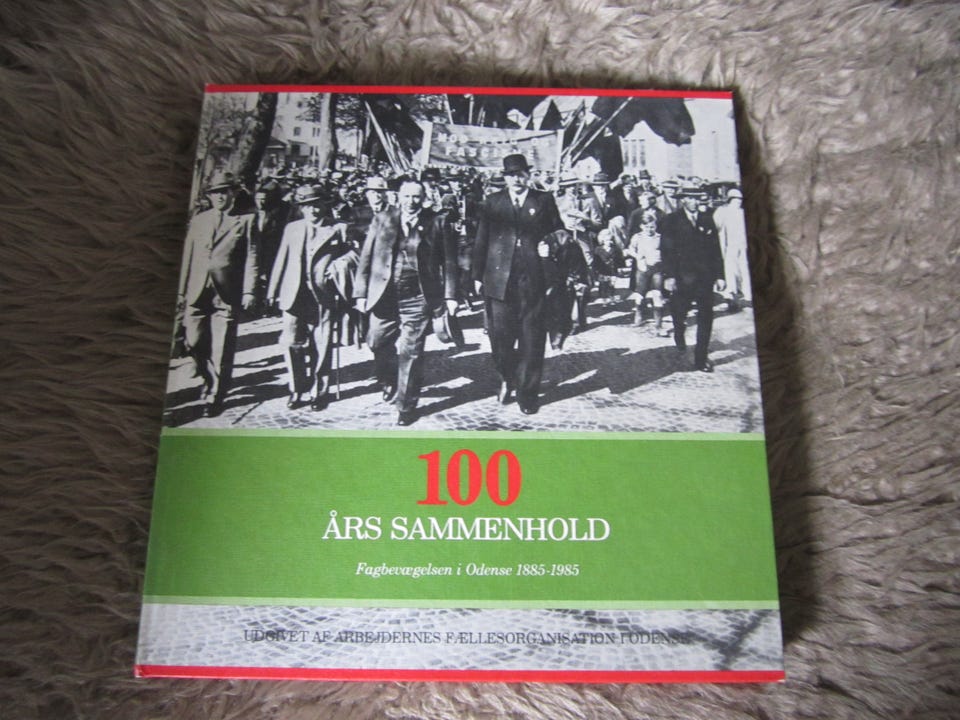 100
ÅRS SAMMENHOLD
Fagbevægelsen i Odense 1885-1985
UDGIVET AF ARBEJDERNES FÆLLESORGANISATION I ODENSE